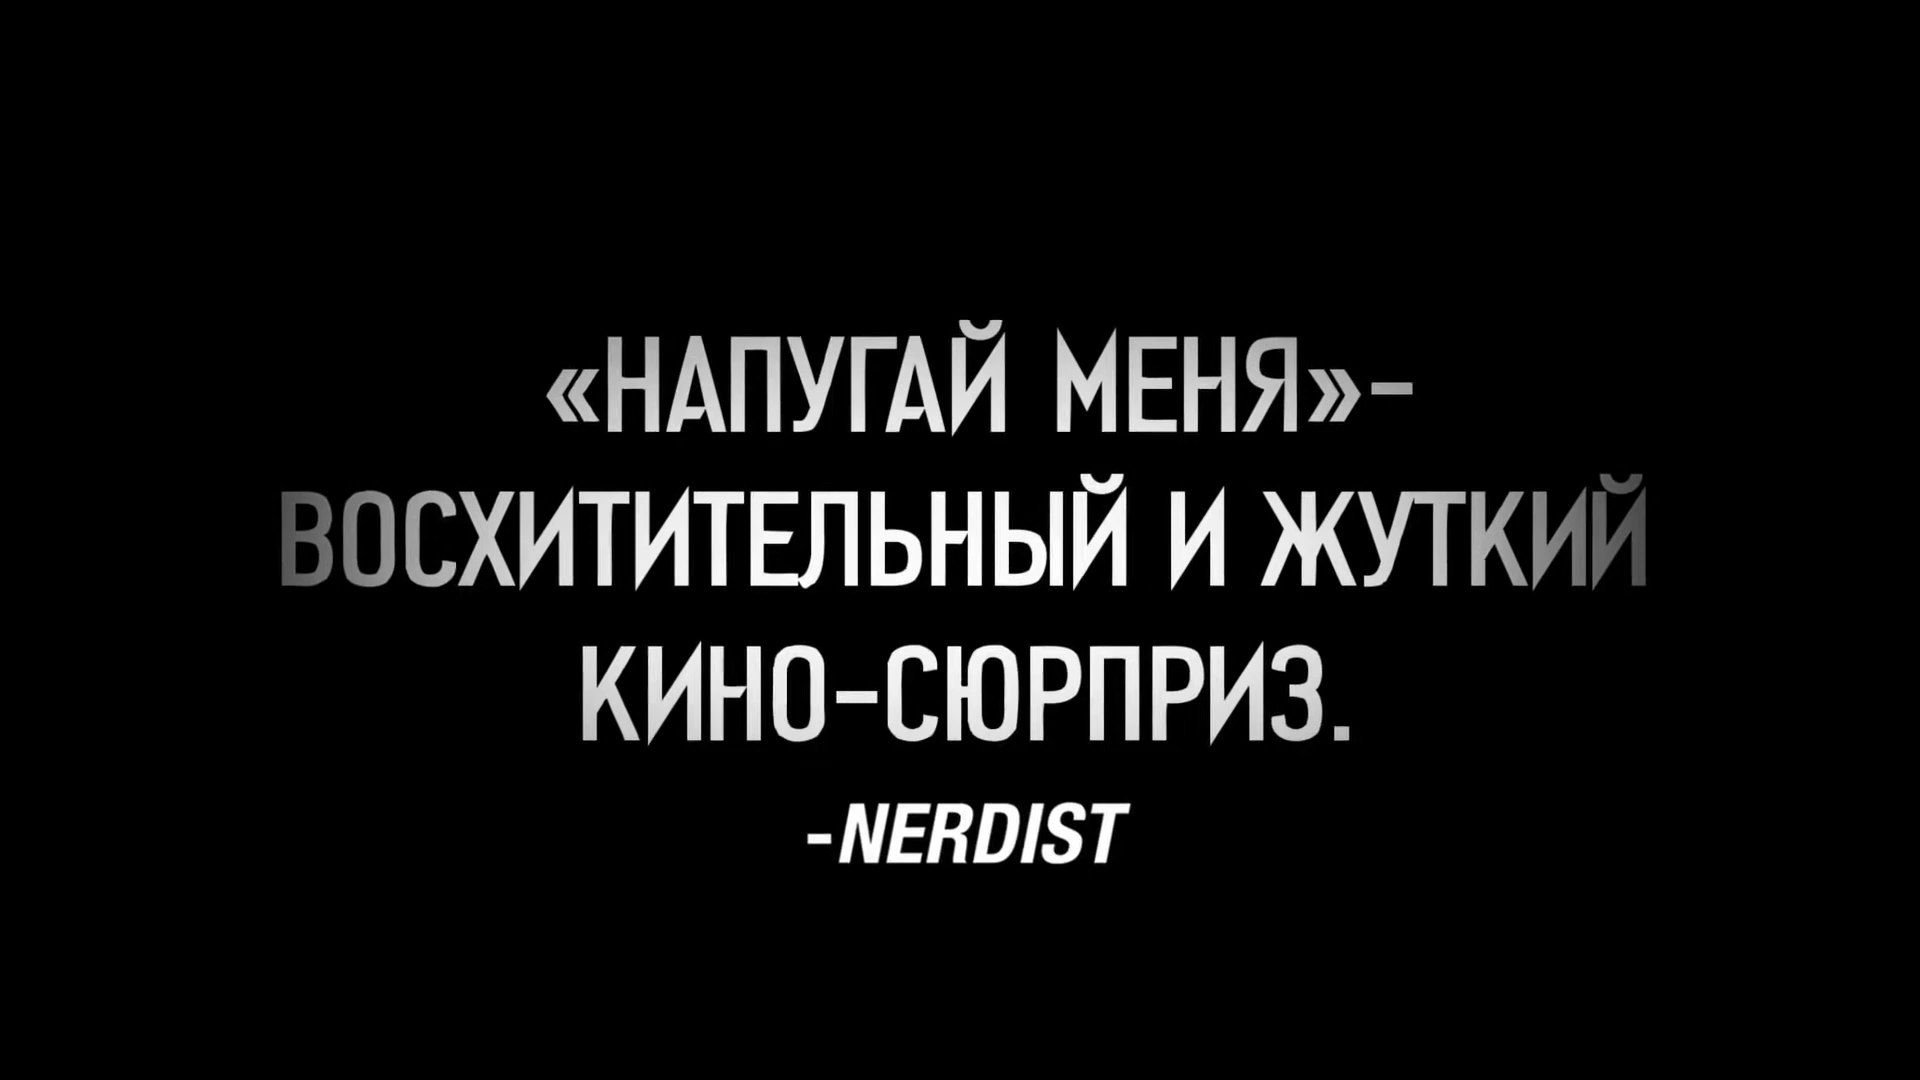 «НАПУГАЙ МЕНЯ»-
ВОСХИТИТЕЛЬНЫЙ И ЖУТКИЙ
КИНО-СЮРПРИЗ.
-NERDIST